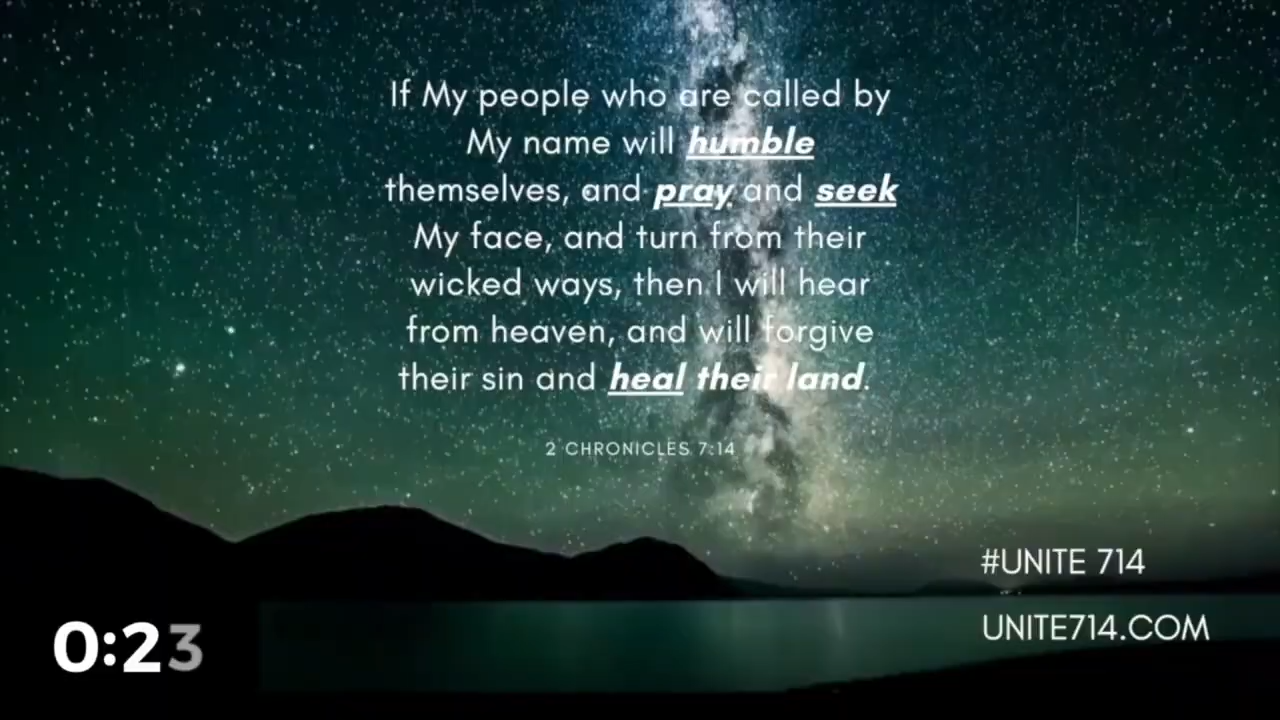 If My people who are called by
My name will humble
themselves, and pray and seek
My face, and turn from their
wicked ways, then I will hear
from heaven, and will forgive
their sin and heal their land.
2 CHRONICLES 7:14
#UNITE 714
UNITE714.COM
0:23